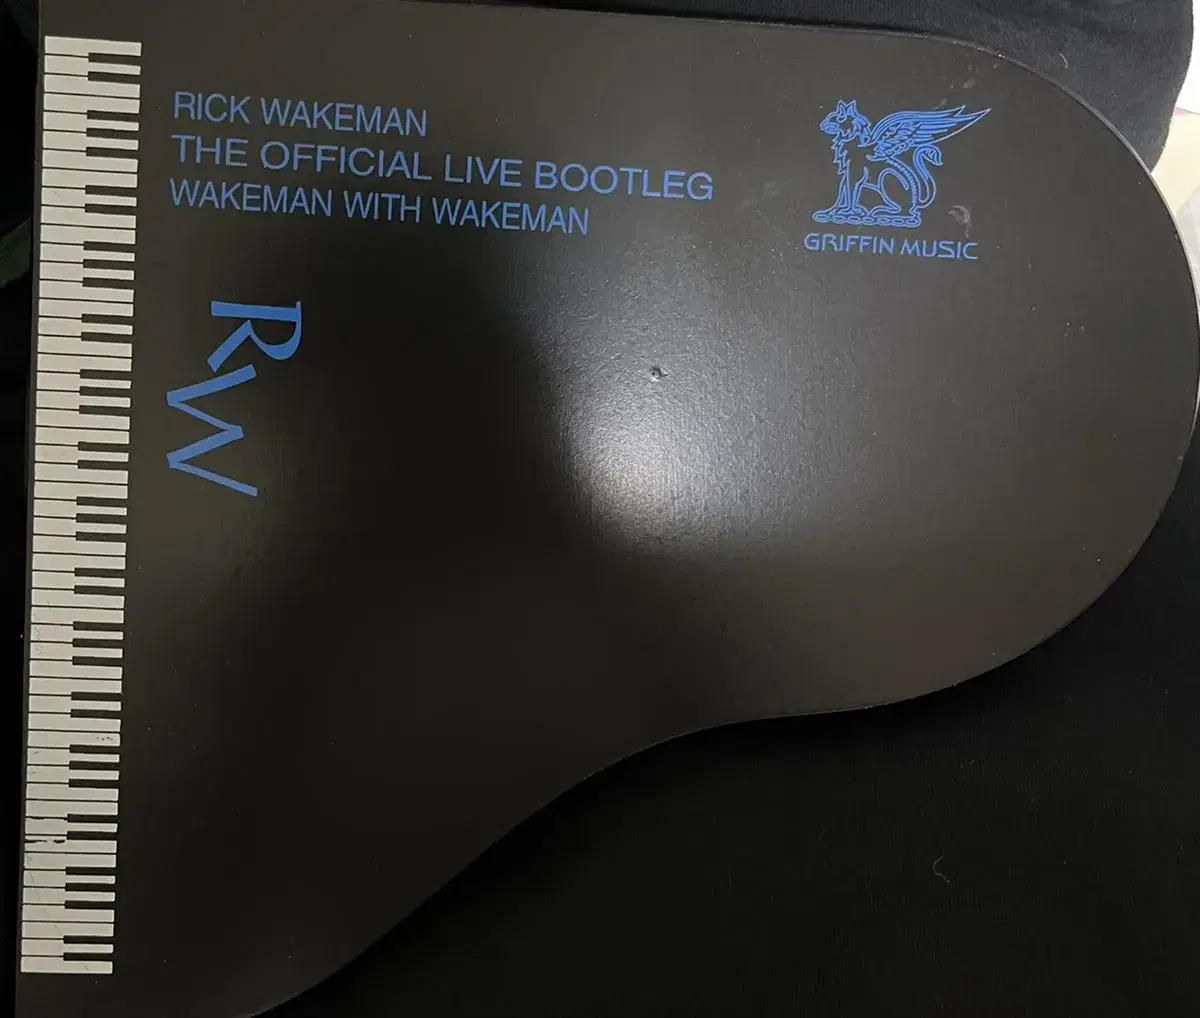 RICK WAKEMAN
THE OFFICIAL LIVE BOOTLEG
WAKEMAN WITH WAKEMAN
GRIFFIN MUSIC
RW